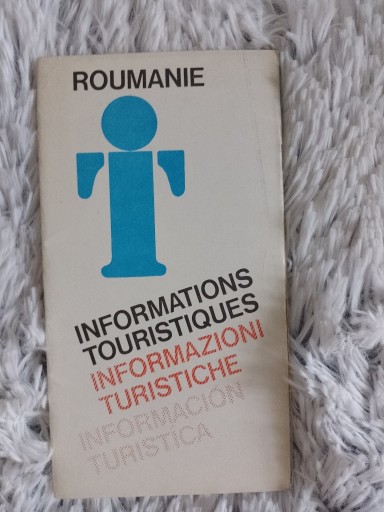 ROUMANIE
INFORMATIONS
TOURISTIQUES
INFORMAZIONI
TURISTICHE
INFORMACION
TURISTICA